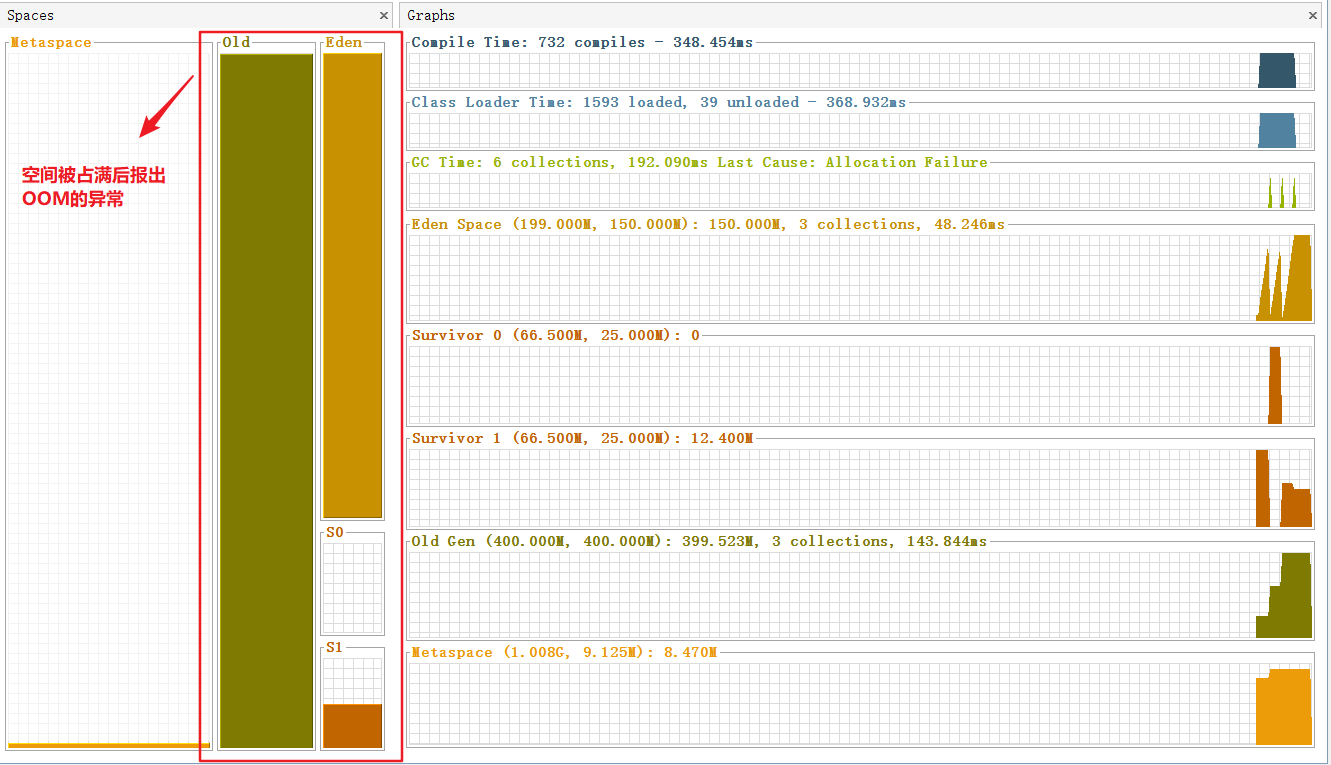 Spaces
Graphs
Metaspace
Old
Eden
空间被占满后报出
OOM的异常
S0
S1
Compile Time: 732 compiles - 348.454ms
Class Loader Time: 1593 loaded, 39 unloaded - 368.932ms
GC Time: 6 collections, 192.090ms Last Cause: Allocation Failure
Eden Space (199.000M, 150.000M): 150.000M, 3 collections, 48.246ms
Survivor 0 (66.500M, 25.000M): 0
Survivor 1 (66.500M, 25.000M): 12.400M
Old Gen (400.000M, 400.000M): 399.523M, 3 collections, 143.844ms
Metaspace (1.008G, 9.125M): 8.470M